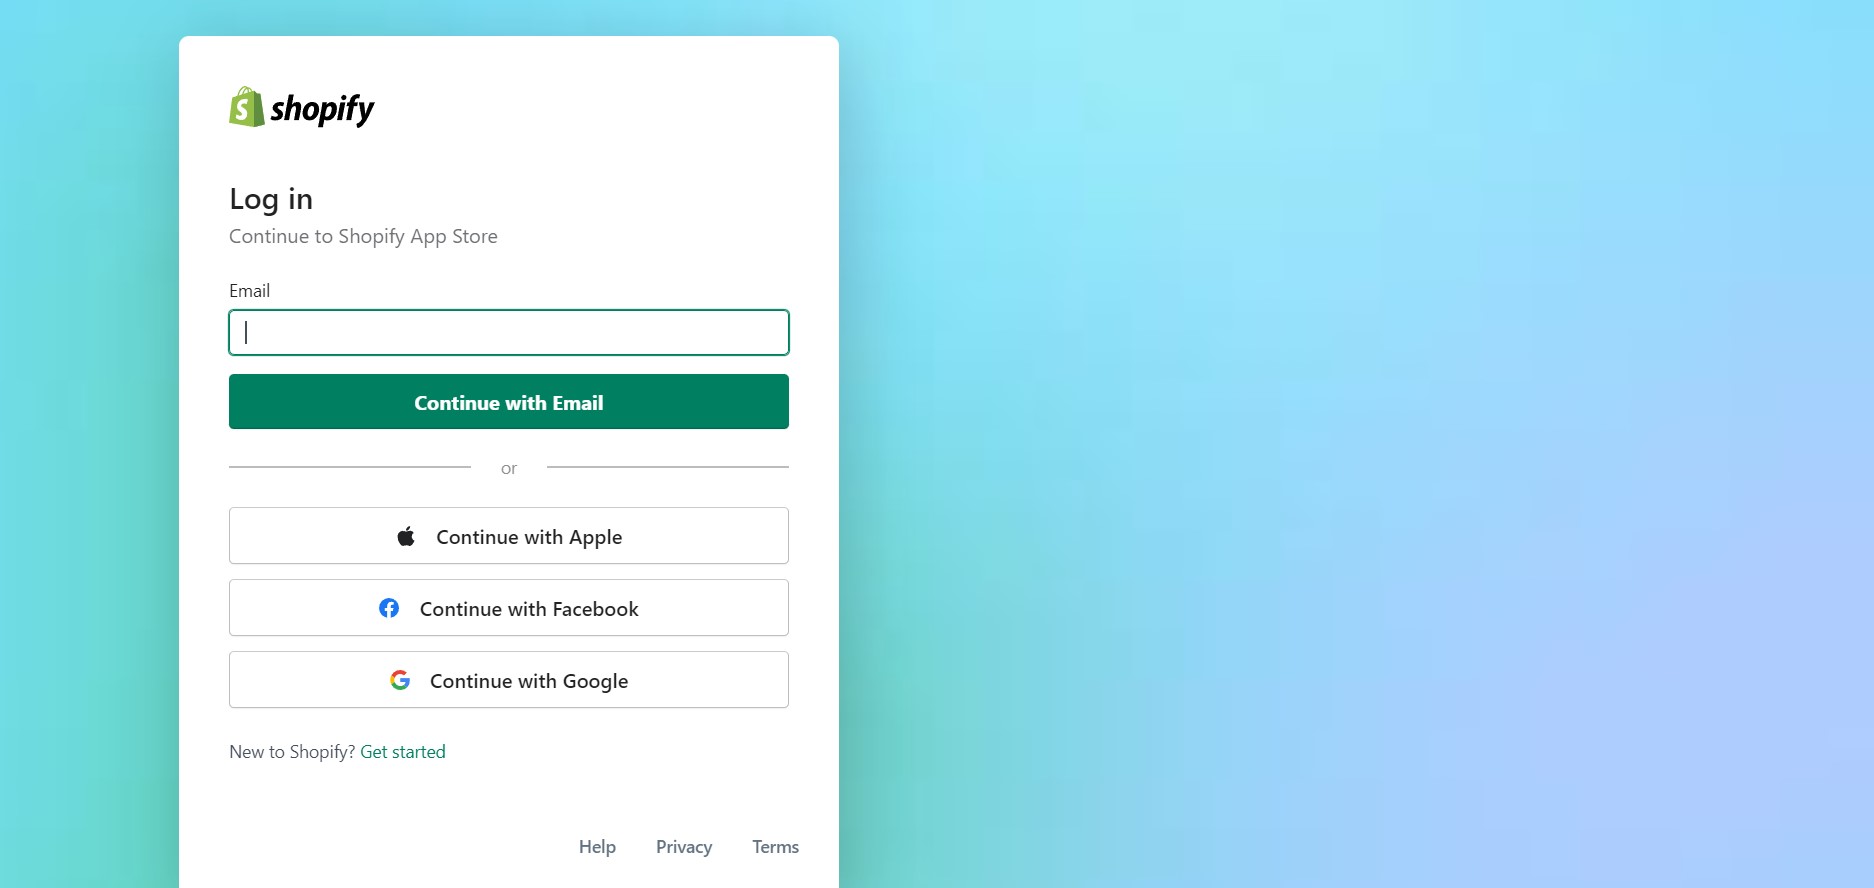 shopify
Log in
Continue to Shopify App Store
Email
Continue with Email
or
Continue with Apple
Continue with Facebook
Continue with Google
New to Shopify? Get started
Help Privacy Terms